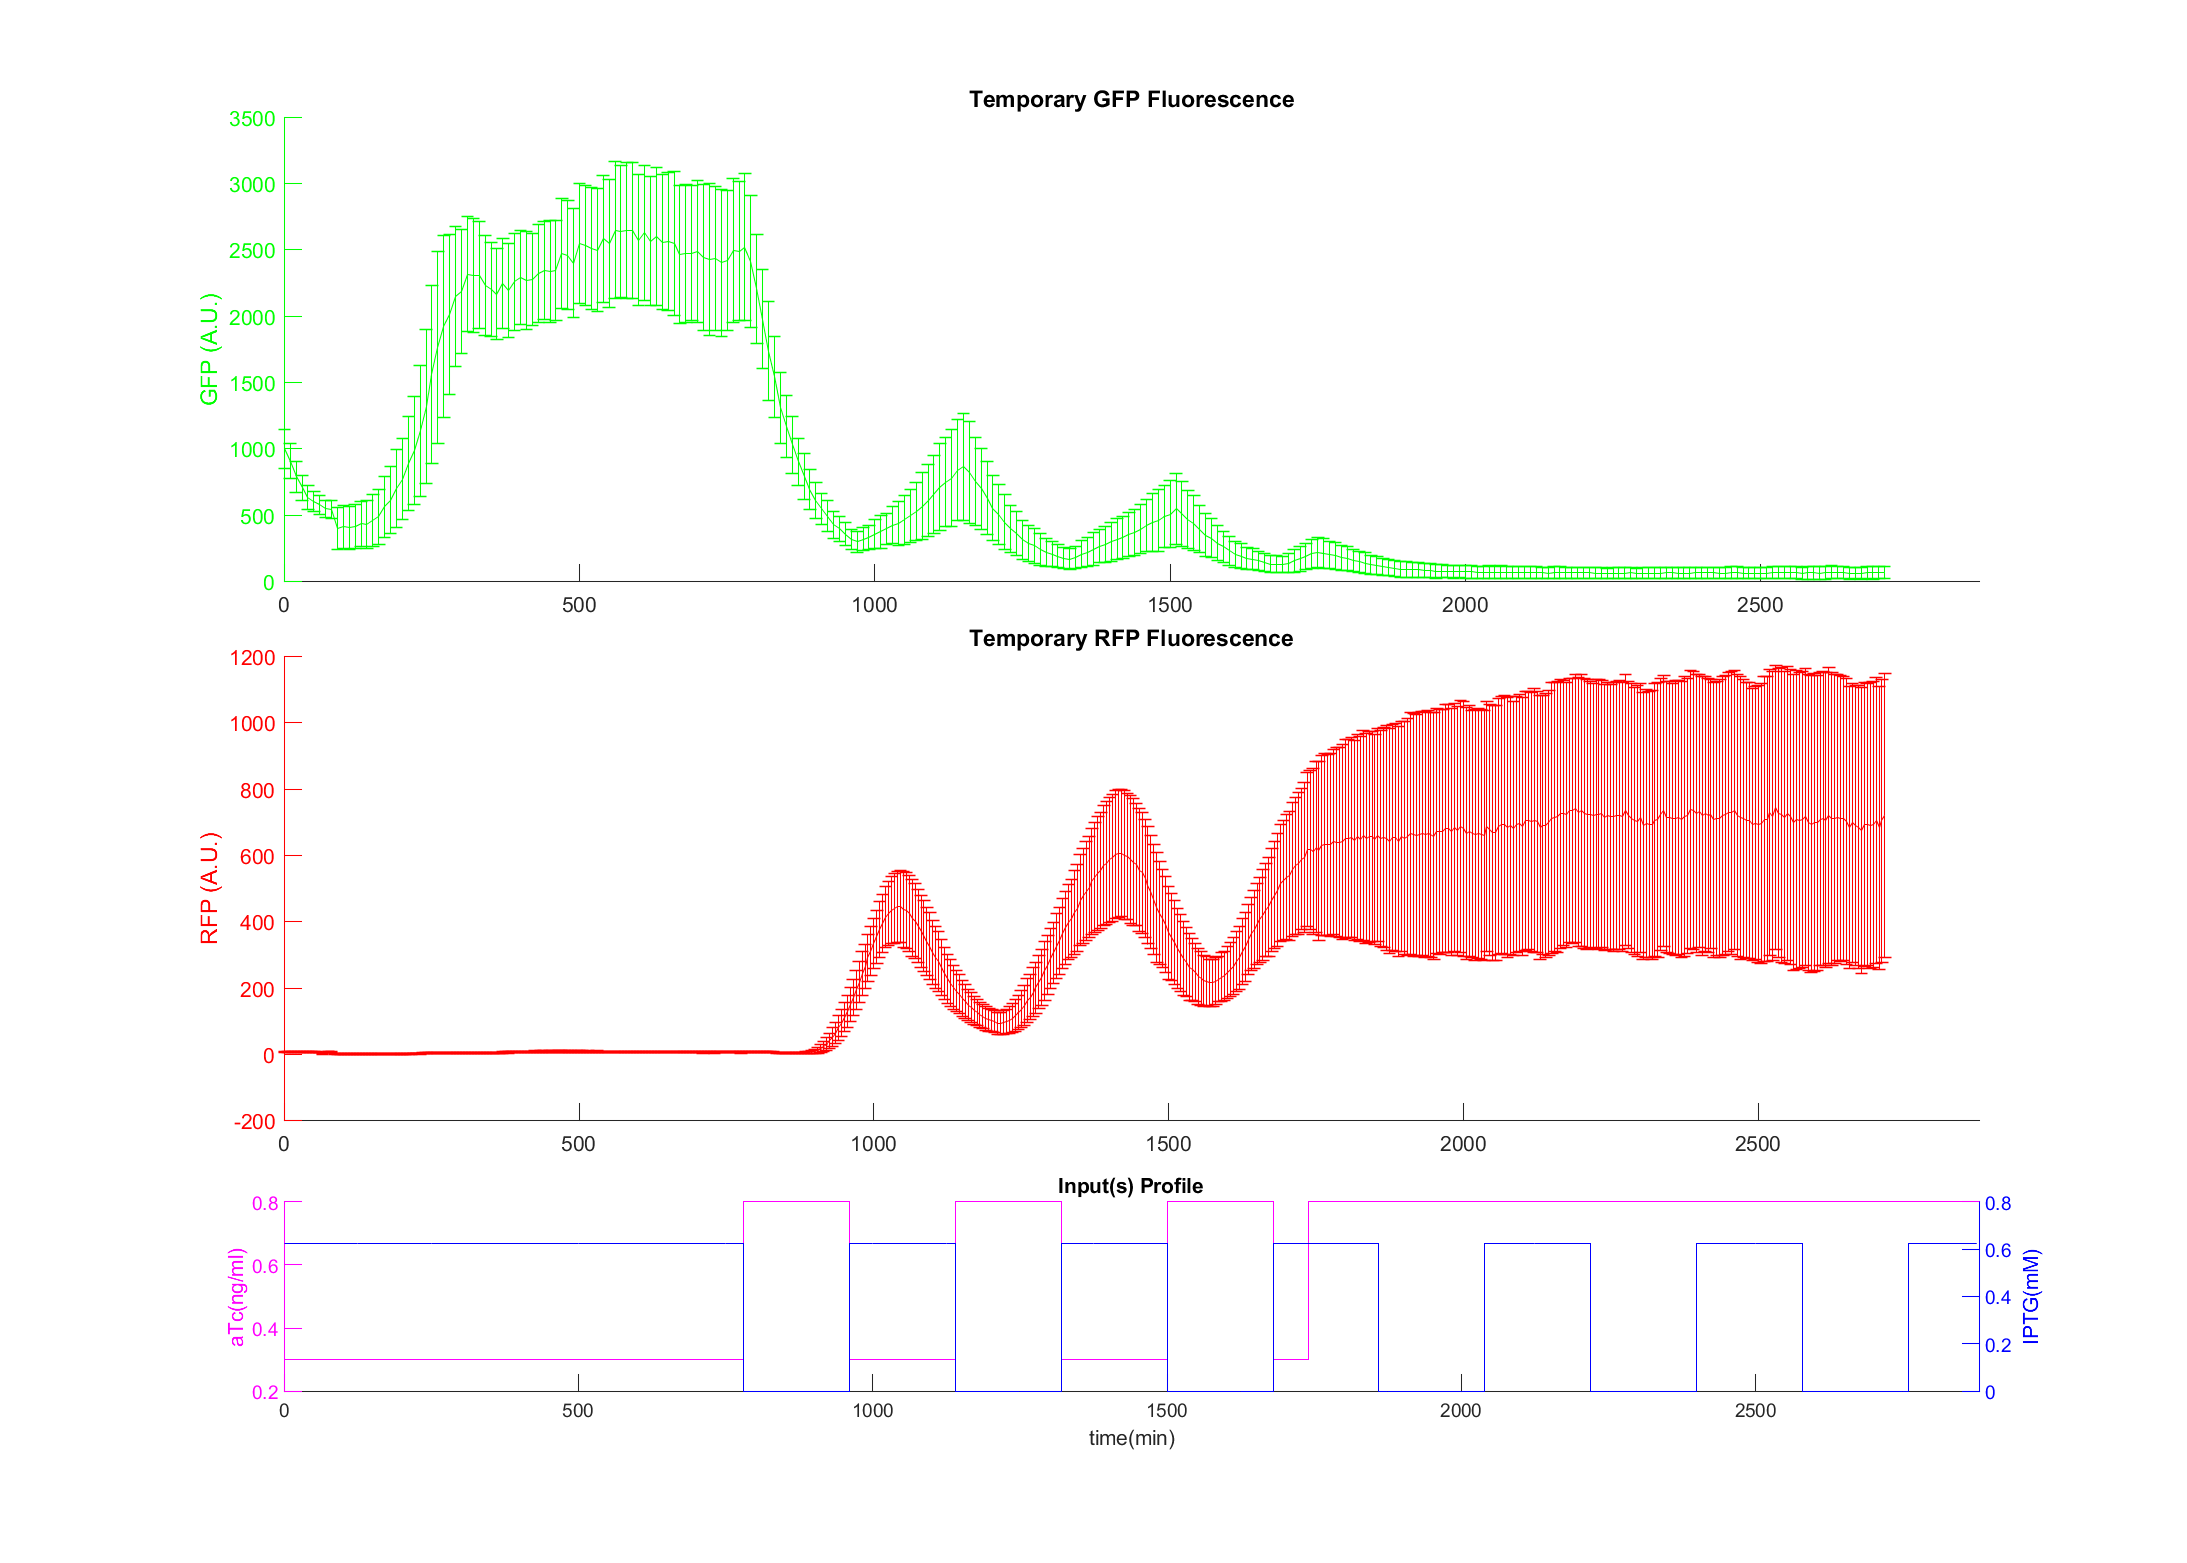 Temporary GFP Fluorescence
GFP (A.U.)
3500
3000
2500
2000
1500
1000
500
0
0 500 1000 1500 2000 2500
Temporary RFP Fluorescence
RFP (A.U.)
1200
1000
800
600
400
200
0
-200
0 500 1000 1500 2000 2500
Input(s) Profile
aTc(ng/ml)
0.8
0.6
0.4
0.2
IPTG(mM)
0.8
0.6
0.4
0.2
0
0 500 1000 1500 2000 2500
time(min)